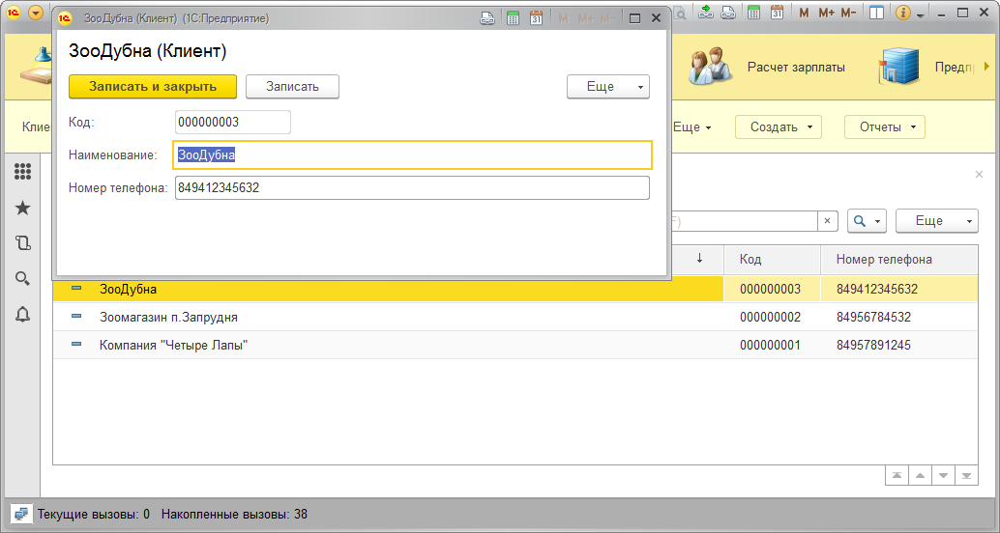 ЗооДубна (Клиент) (1С:Предприятие)
M M+ M-
31
M M+ M-
31
ЗооДубна (Клиент)
Записать и закрыть
Записать
Еще
Код:
000000003
Наименование:
ЗооДубна
Номер телефона:
849412345632
Расчет зарплаты
Еще
Создать
Отчеты
Еще
Код
Номер телефона
ЗооДубна
000000003
849412345632
Зоомагазин п.Запрудня
000000002
84956784532
Компания "Четыре Лапы"
000000001
84957891245
Текущие вызовы: 0 Накопленные вызовы: 38